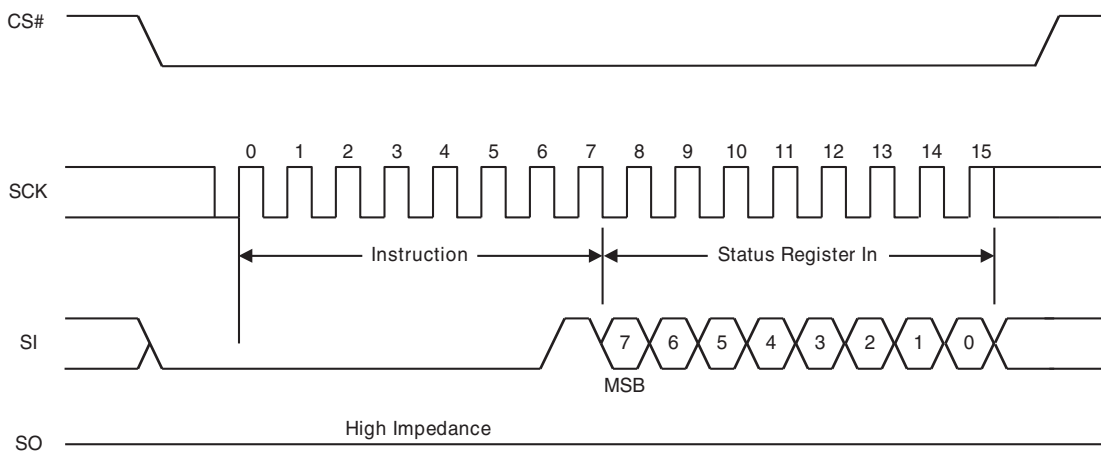 CS#
0 1 2 3 4 5 6 7 8 9 10 11 12 13 14 15
SCK
Instruction Status Register In
SI 7 6 5 4 3 2 1 0
MSB
High Impedance
SO